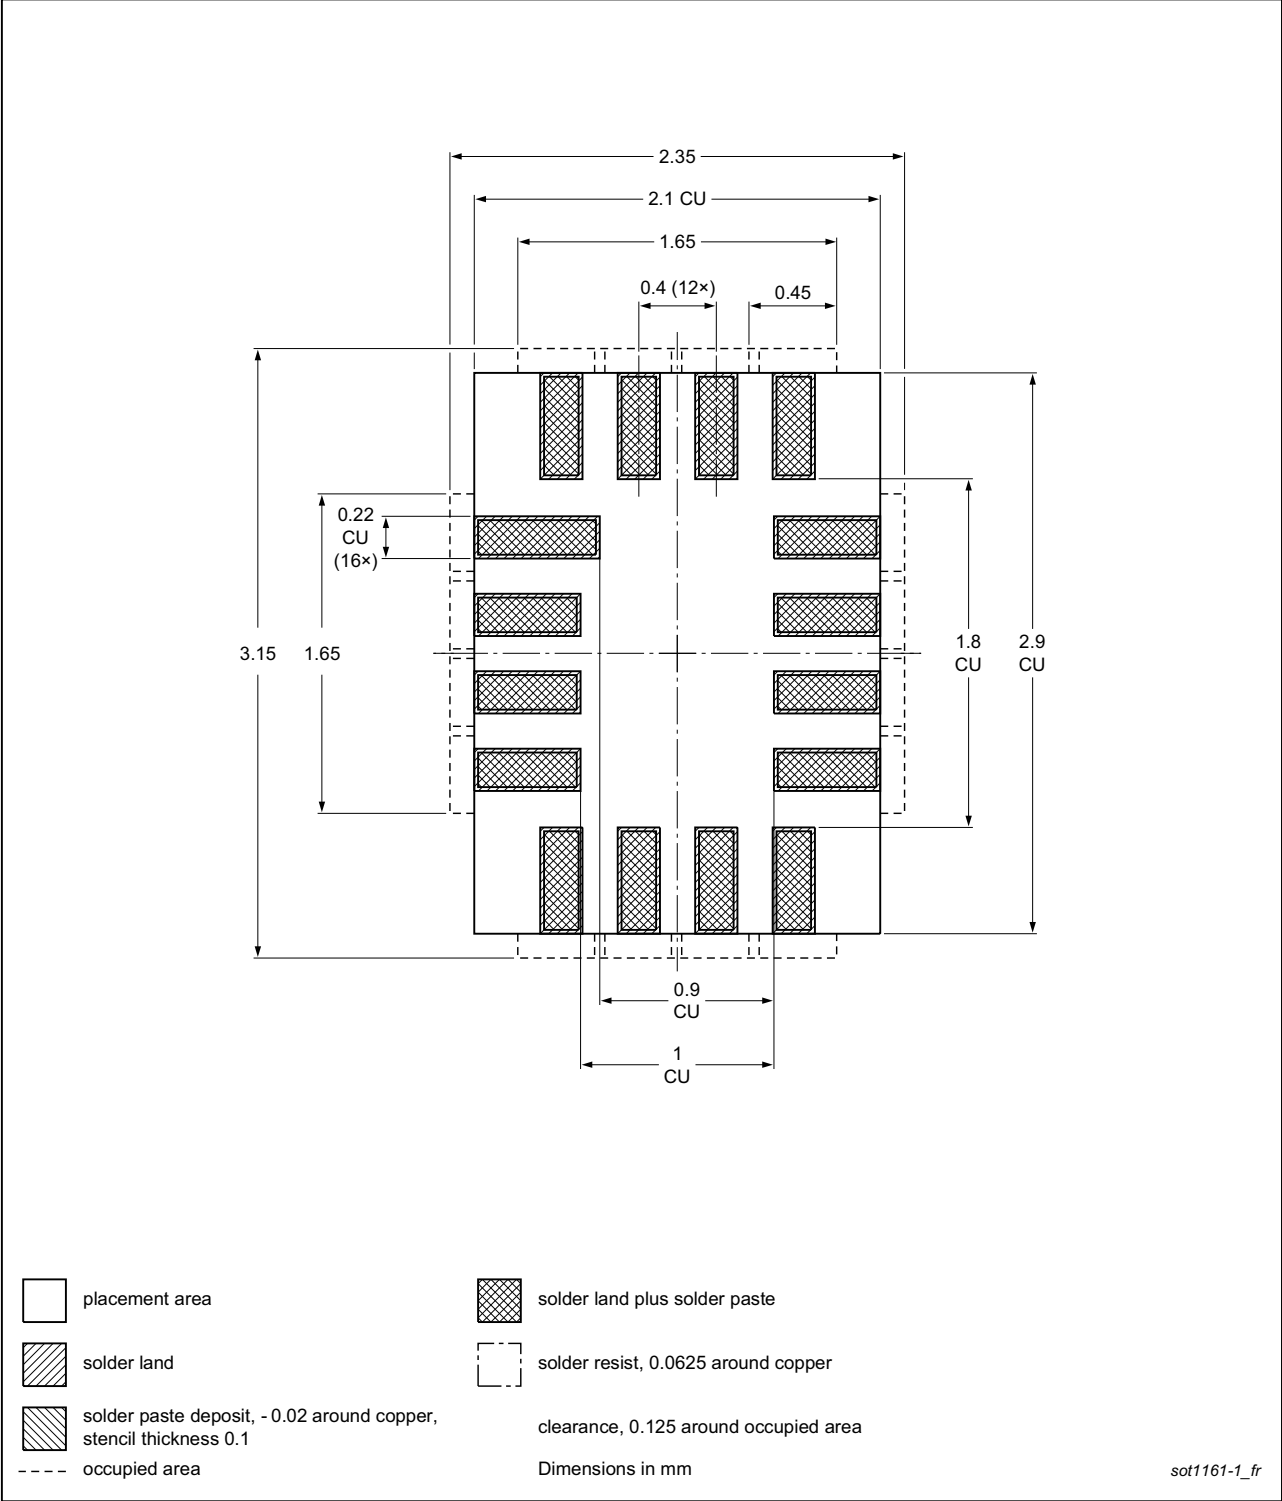 2.35
2.1 CU
1.65
0.4 (12×)
0.45
0.22
CU
(16×)
3.15
1.65
1.8
CU
2.9
CU
0.9
CU
1
CU
placement area
solder land plus solder paste
solder land
solder resist, 0.0625 around copper
solder paste deposit, - 0.02 around copper,
stencil thickness 0.1
clearance, 0.125 around occupied area
occupied area
Dimensions in mm
sot1161-1_fr